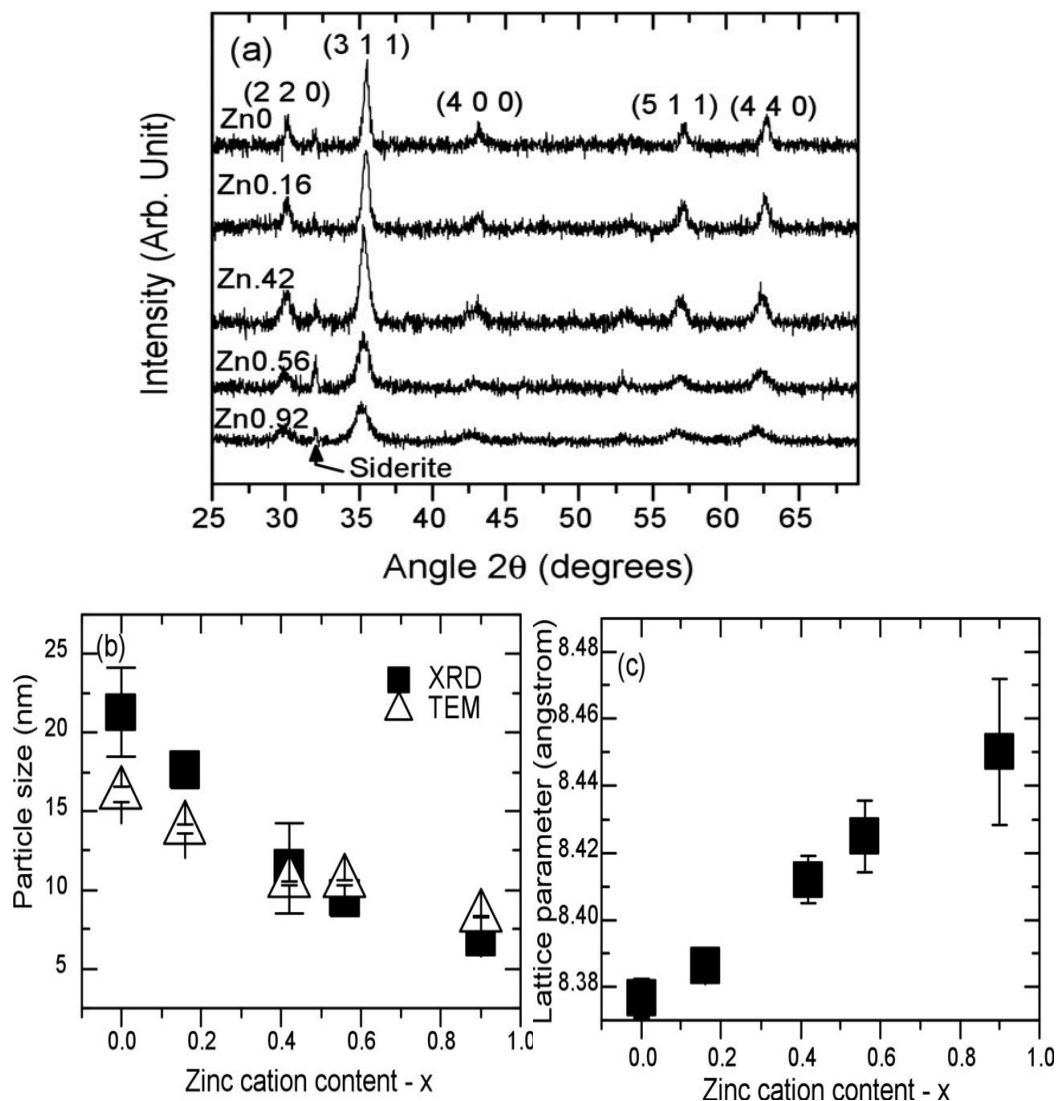 (a)
(3 1 1)
(2 2 0)
(4 0 0)
(5 1 1)
(4 4 0)
Zn0
Zn0.16
Zn.42
Zn0.56
Zn0.92
Siderite
Intensity (Arb. Unit)
25 30 35 40 45 50 55 60 65
Angle 2θ (degrees)
(b)
XRD
TEM
25
20
15
10
5
Particle size (nm)
0.0 0.2 0.4 0.6 0.8 1.0
Zinc cation content - x
(c)
8.48
8.46
8.44
8.42
8.40
8.38
Lattice parameter (angstrom)
0.0 0.2 0.4 0.6 0.8 1.0
Zinc cation content - x